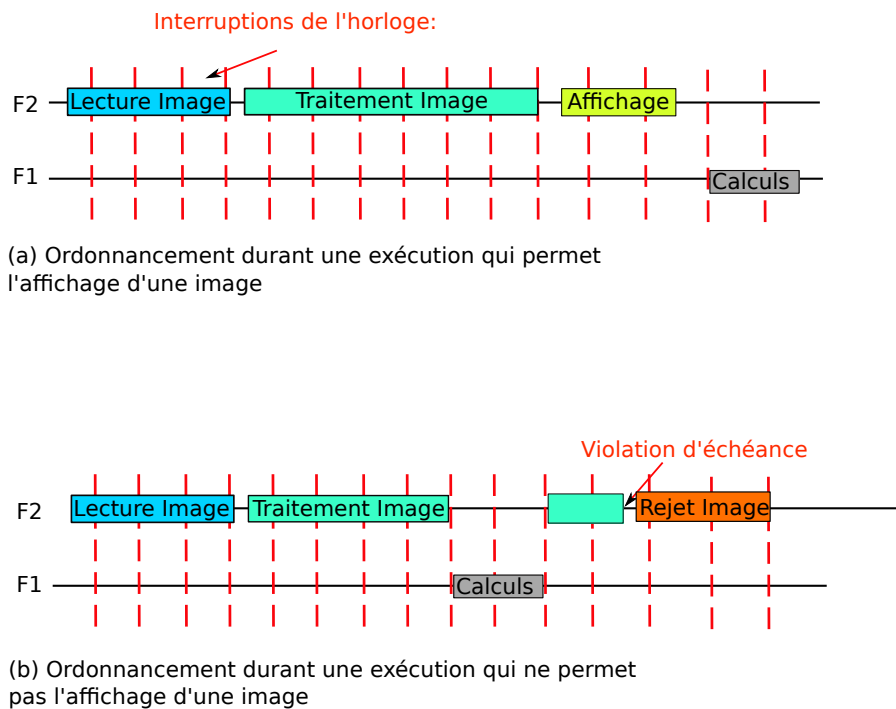 Interruptions de l'horloge:
F2
Lecture Image
Traitement Image
Affichage
F1
Calculs
(a) Ordonnancement durant une exécution qui permet
l'affichage d'une image
Violation d'échéance
F2
Lecture Image
Traitement Image
Rejet Image
F1
Calculs
(b) Ordonnancement durant une exécution qui ne permet
pas l'affichage d'une image